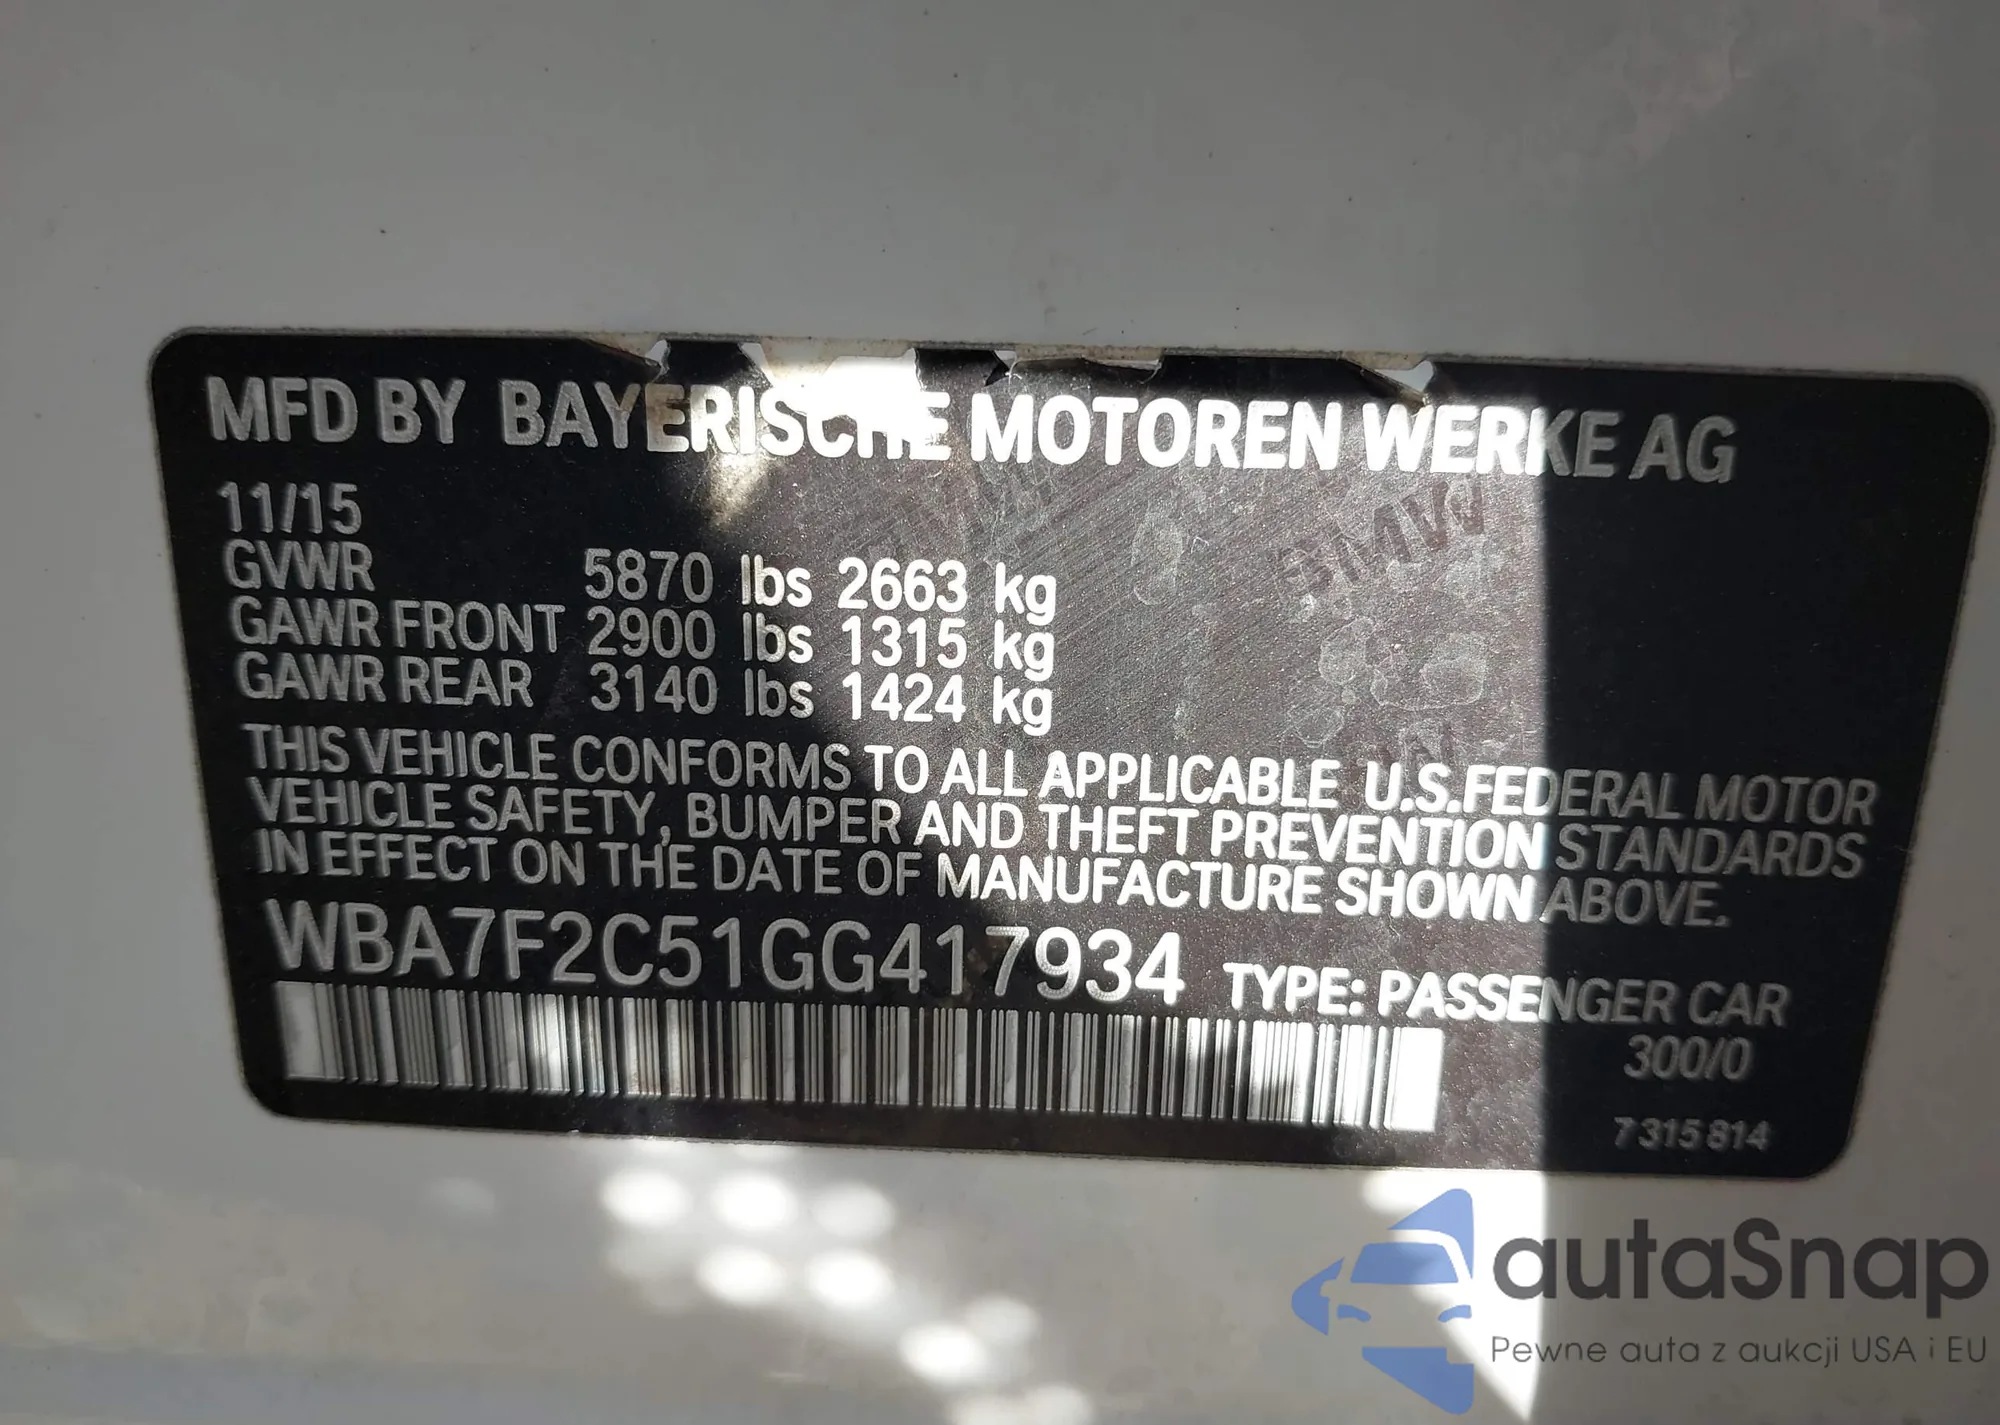 MFD BY BAYERISCHE MOTOREN WERKE AG
11/15
GVWR 5870 lbs 2663 kg
GAWR FRONT 2900 lbs 1315 kg
GAWR REAR 3140 lbs 1424 kg
THIS VEHICLE CONFORMS TO ALL APPLICABLE U.S.FEDERAL MOTOR
VEHICLE SAFETY, BUMPER AND THEFT PREVENTION STANDARDS
IN EFFECT ON THE DATE OF MANUFACTURE SHOWN ABOVE.
WBA7F2C51GG417934 TYPE: PASSENGER CAR
300/0
7 315 814
BMW
autaSnap
Pewne auta z aukcji USA i EU